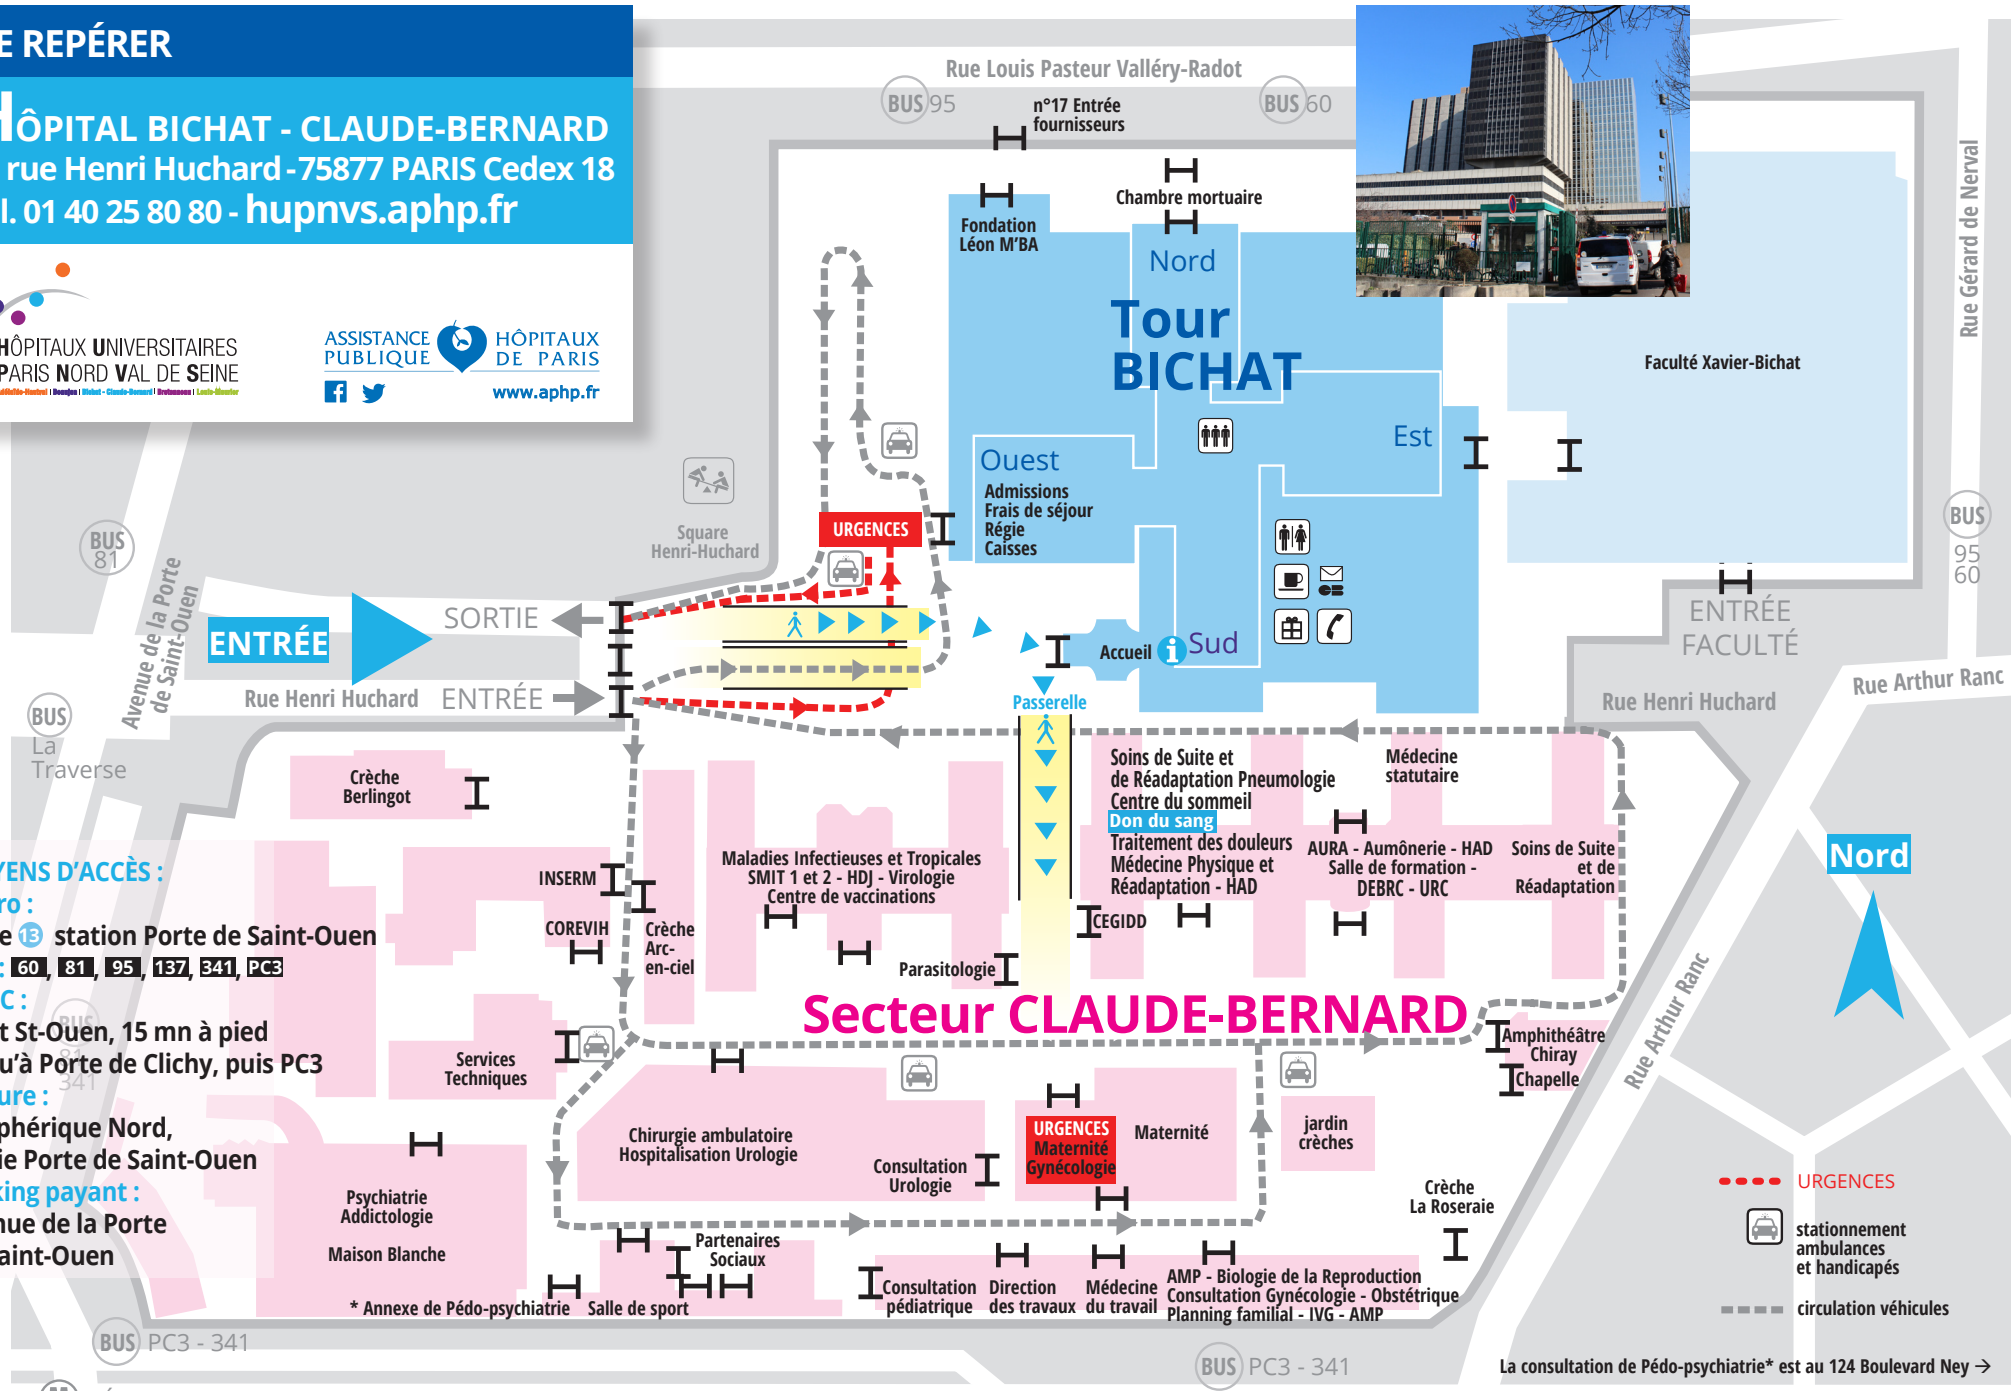 E REPÉRER
HÔPITAL BICHAT - CLAUDE-BERNARD
rue Henri Huchard - 75877 PARIS Cedex 18
l. 01 40 25 80 80 - hupnvs.aphp.fr
HÔPITAUX UNIVERSITAIRES
PARIS NORD VAL DE SEINE
Beaujon | Bichat - Claude-Bernard | Bretonneau | Louis-Mourier
ASSISTANCE PUBLIQUE
HÔPITAUX DE PARIS
www.aphp.fr
Rue Louis Pasteur Valléry-Radot
BUS 95
n°17 Entrée
fournisseurs
BUS 60
Chambre mortuaire
Fondation
Léon M'BA
Nord
Tour
BICHAT
Faculté Xavier-Bichat
Rue Gérard de Nerval
Est
Ouest
Admissions
Frais de séjour
Régie
Caisses
URGENCES
Square
Henri-Huchard
BUS
81
BUS
95
60
Avenue de la Porte
de Saint-Ouen
SORTIE
ENTRÉE
Rue Henri Huchard
ENTRÉE
Accueil
i
Sud
ENTRÉE
FACULTÉ
Rue Henri Huchard
Rue Arthur Ranc
BUS
La
Traverse
Passerelle
Crèche
Berlingot
Soins de Suite et
de Réadaptation Pneumologie
Centre du sommeil
Don du sang
Traitement des douleurs
Médecine Physique et
Réadaptation - HAD
Médecine
statutaire
AURA - Aumônerie - HAD
Salle de formation -
DEBRC - URC
Soins de Suite
et de
Réadaptation
Nord
Maladies Infectieuses et Tropicales
SMIT 1 et 2 - HDJ - Virologie
Centre de vaccinations
INSERM
COREVIH
Crèche
Arc-
en-ciel
CEGIDD
Parasitologie
YENS D'ACCÈS :
ro :
e 13 station Porte de Saint-Ouen
: 60, 81, 95, 137, 341, PC3
C :
t St-Ouen, 15 mn à pied
u'à Porte de Clichy, puis PC3
ure :
phérique Nord,
ie Porte de Saint-Ouen
king payant :
nue de la Porte
aint-Ouen
BUS
81
341
Secteur CLAUDE-BERNARD
Services
Techniques
Amphithéâtre
Chiray
Chapelle
Rue Arthur Ranc
Chirurgie ambulatoire
Hospitalisation Urologie
Consultation
Urologie
URGENCES
Maternité
Gynécologie
Maternité
jardin
crèches
Psychiatrie
Addictologie
Maison Blanche
Crèche
La Roseraie
Partenaires
Sociaux
* Annexe de Pédo-psychiatrie
Salle de sport
Consultation
pédiatrique
Direction
des travaux
Médecine
du travail
AMP - Biologie de la Reproduction
Consultation Gynécologie - Obstétrique
Planning familial - IVG - AMP
URGENCES
stationnement
ambulances
et handicapés
circulation véhicules
BUS PC3 - 341
BUS PC3 - 341
La consultation de Pédo-psychiatrie* est au 124 Boulevard Ney →